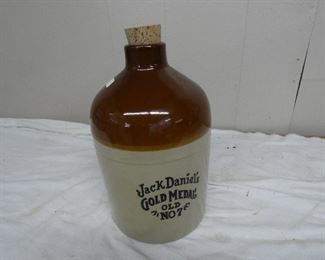 Jack Daniel's
GOLD MEDAL
OLD
NO 7